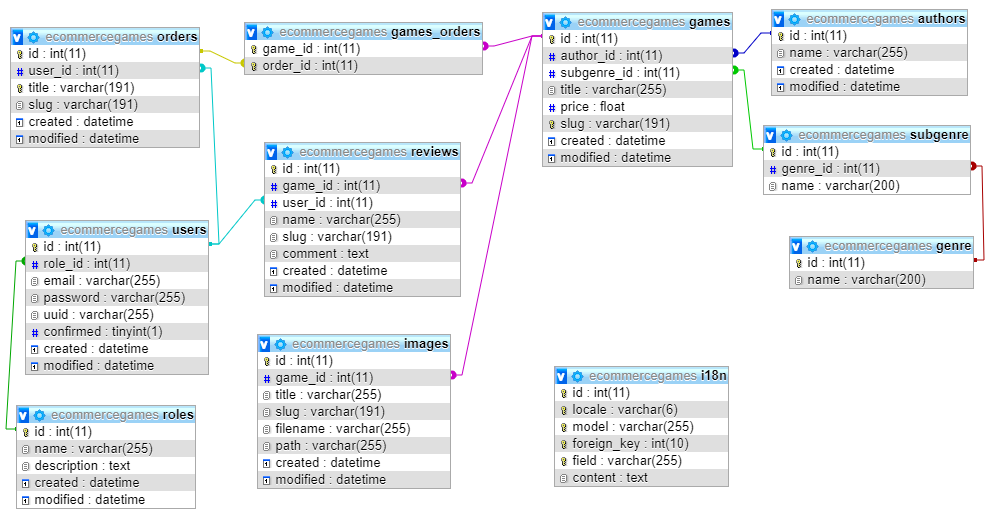 ecommercegames orders
id : int(11)
user_id : int(11)
title : varchar(191)
slug : varchar(191)
created : datetime
modified : datetime
ecommercegames games_orders
game_id : int(11)
order_id : int(11)
ecommercegames games
id : int(11)
author_id : int(11)
subgenre_id : int(11)
title : varchar(255)
price : float
slug : varchar(191)
created : datetime
modified : datetime
ecommercegames authors
id : int(11)
name : varchar(255)
created : datetime
modified : datetime
ecommercegames subgenre
id : int(11)
genre_id : int(11)
name : varchar(200)
ecommercegames reviews
id : int(11)
game_id : int(11)
user_id : int(11)
name : varchar(255)
slug : varchar(191)
comment : text
created : datetime
modified : datetime
ecommercegames users
id : int(11)
role_id : int(11)
email : varchar(255)
password : varchar(255)
uuid : varchar(255)
confirmed : tinyint(1)
created : datetime
modified : datetime
ecommercegames genre
id : int(11)
name : varchar(200)
ecommercegames images
id : int(11)
game_id : int(11)
title : varchar(255)
slug : varchar(191)
filename : varchar(255)
path : varchar(255)
created : datetime
modified : datetime
ecommercegames i18n
id : int(11)
locale : varchar(6)
model : varchar(255)
foreign_key : int(10)
field : varchar(255)
content : text
ecommercegames roles
id : int(11)
name : varchar(255)
description : text
created : datetime
modified : datetime